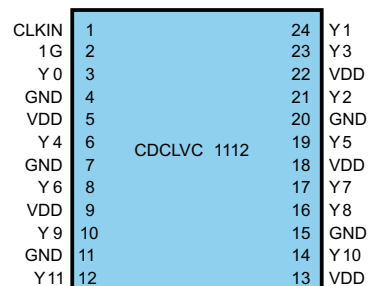 CLKIN 1 24 Y1
1G 2 23 Y3
Y0 3 22 VDD
GND 4 21 Y2
VDD 5 20 GND
Y4 6 19 Y5
CDCLVC 1112
GND 7 18 VDD
Y6 8 17 Y7
VDD 9 16 Y8
Y9 10 15 GND
GND 11 14 Y10
Y11 12 13 VDD